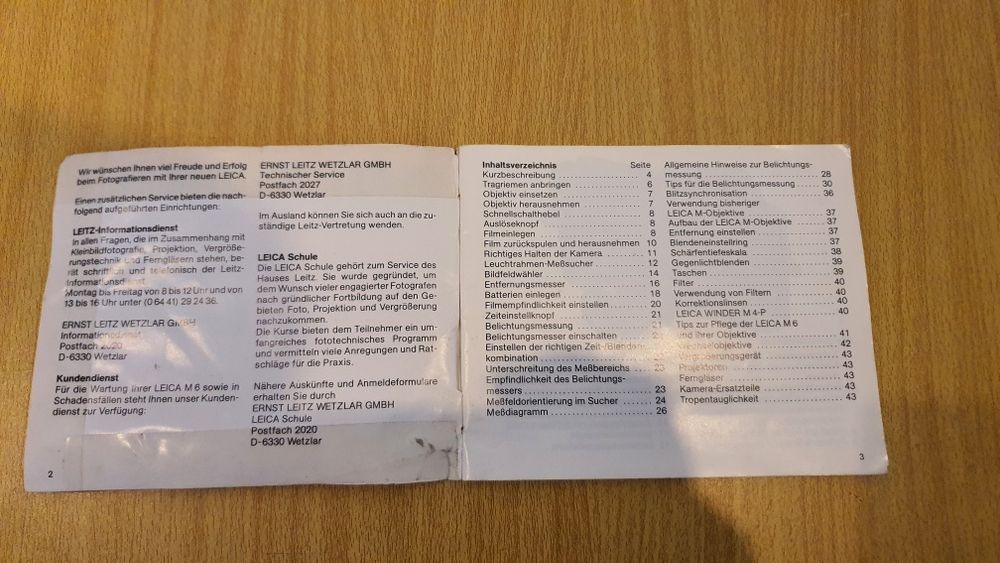 Wir wünschen Ihnen viel Freude und Erfolg
beim Fotografieren mit Ihrer neuen LEICA.
Einen zusätzlichen Service bieten die nach-
folgend aufgeführten Einrichtungen:
LEITZ-Informationsdienst
In allen Fragen, die im Zusammenhang mit
Kleinbildfotografie, Projektion, Vergröße-
rungstechnik und Ferngläsern stehen, be-
rät schriftlich und telefonisch der Leitz-
Informationsdienst.
Montag bis Freitag von 8 bis 12 Uhr und von
13 bis 16 Uhr unter (0 64 41) 29 24 36.
ERNST LEITZ WETZLAR GMBH
Informationsdienst
Postfach 2020
D-6330 Wetzlar
Kundendienst
Für die Wartung Ihrer LEICA M 6 sowie in
Schadensfällen steht Ihnen unser Kunden-
dienst zur Verfügung:
2
ERNST LEITZ WETZLAR GMBH
Technischer Service
Postfach 2027
D-6330 Wetzlar
Im Ausland können Sie sich auch an die zu-
ständige Leitz-Vertretung wenden.
LEICA Schule
Die LEICA Schule gehört zum Service des
Hauses Leitz. Sie wurde gegründet, um
dem Wunsch vieler engagierter Fotografen
nach gründlicher Fortbildung auf den Ge-
bieten Foto, Projektion und Vergrößerung
nachzukommen.
Die Kurse bieten dem Teilnehmer ein um-
fangreiches fototechnisches Programm
und vermitteln viele Anregungen und Rat-
schläge für die Praxis.
Nähere Auskünfte und Anmeldeformulare
erhalten Sie durch
ERNST LEITZ WETZLAR GMBH
LEICA Schule
Postfach 2020
D-6330 Wetzlar
Inhaltsverzeichnis Seite
Kurzbeschreibung 4
Tragriemen anbringen 6
Objektiv einsetzen 7
Objektiv herausnehmen 7
Schnellschalthebel 8
Auslöseknopf 8
Filmeinlegen 8
Film zurückspulen und herausnehmen 10
Richtiges Halten der Kamera 11
Leuchtrahmen-Meßsucher 12
Bildfeldwähler 14
Entfernungsmesser 16
Batterien einlegen 18
Filmempfindlichkeit einstellen 20
Zeiteinstellknopf 21
Belichtungsmessung 21
Belichtungsmesser einschalten
Einstellen der richtigen Zeit-/Blenden-
kombination
Unterschreitung des Meßbereichs 23
Empfindlichkeit des Belichtungs-
messers 23
Meßfeldorientierung im Sucher 24
Meßdiagramm 26
Allgemeine Hinweise zur Belichtungs-
messung 28
Tips für die Belichtungsmessung 30
Blitzsynchronisation 36
Verwendung bisheriger
LEICA M-Objektive 37
Aufbau der LEICA M-Objektive 37
Entfernung einstellen 37
Blendeneinstellring 37
Schärfentiefeskala 38
Gegenlichtblenden 39
Taschen 39
Filter 40
Verwendung von Filtern 40
Korrektionslinsen 40
LEICA WINDER M 4-P 40
Tips zur Pflege der LEICA M 6
und ihrer Objektive 41
Wechselobjektive 42
Vergrößerungsgerät 43
Projektoren 43
Ferngläser 43
Kamera-Ersatzteile 43
Tropentauglichkeit 43
3